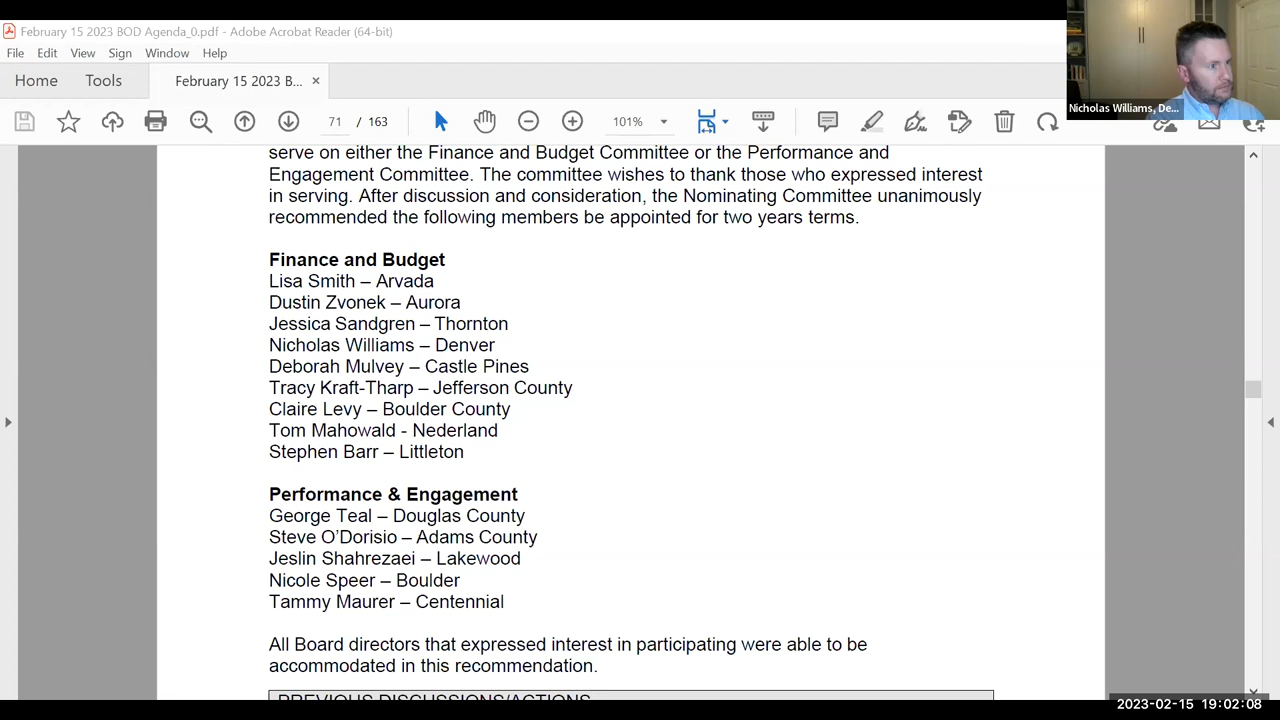 February 15 2023 BOD Agenda_0.pdf - Adobe Acrobat Reader (64-bit)
File Edit View Sign Window Help
Home Tools February 15 2023 B... ×
71 / 163 101%
Nicholas Williams, De...
serve on either the Finance and Budget Committee or the Performance and
Engagement Committee. The committee wishes to thank those who expressed interest
in serving. After discussion and consideration, the Nominating Committee unanimously
recommended the following members be appointed for two years terms.
Finance and Budget
Lisa Smith – Arvada
Dustin Zvonek – Aurora
Jessica Sandgren – Thornton
Nicholas Williams – Denver
Deborah Mulvey – Castle Pines
Tracy Kraft-Tharp – Jefferson County
Claire Levy – Boulder County
Tom Mahowald - Nederland
Stephen Barr – Littleton
Performance & Engagement
George Teal – Douglas County
Steve O’Dorisio – Adams County
Jeslin Shahrezaei – Lakewood
Nicole Speer – Boulder
Tammy Maurer – Centennial
All Board directors that expressed interest in participating were able to be
accommodated in this recommendation.
PREVIOUS DISCUSSIONS/ACTIONS
2023-02-15 19:02:08